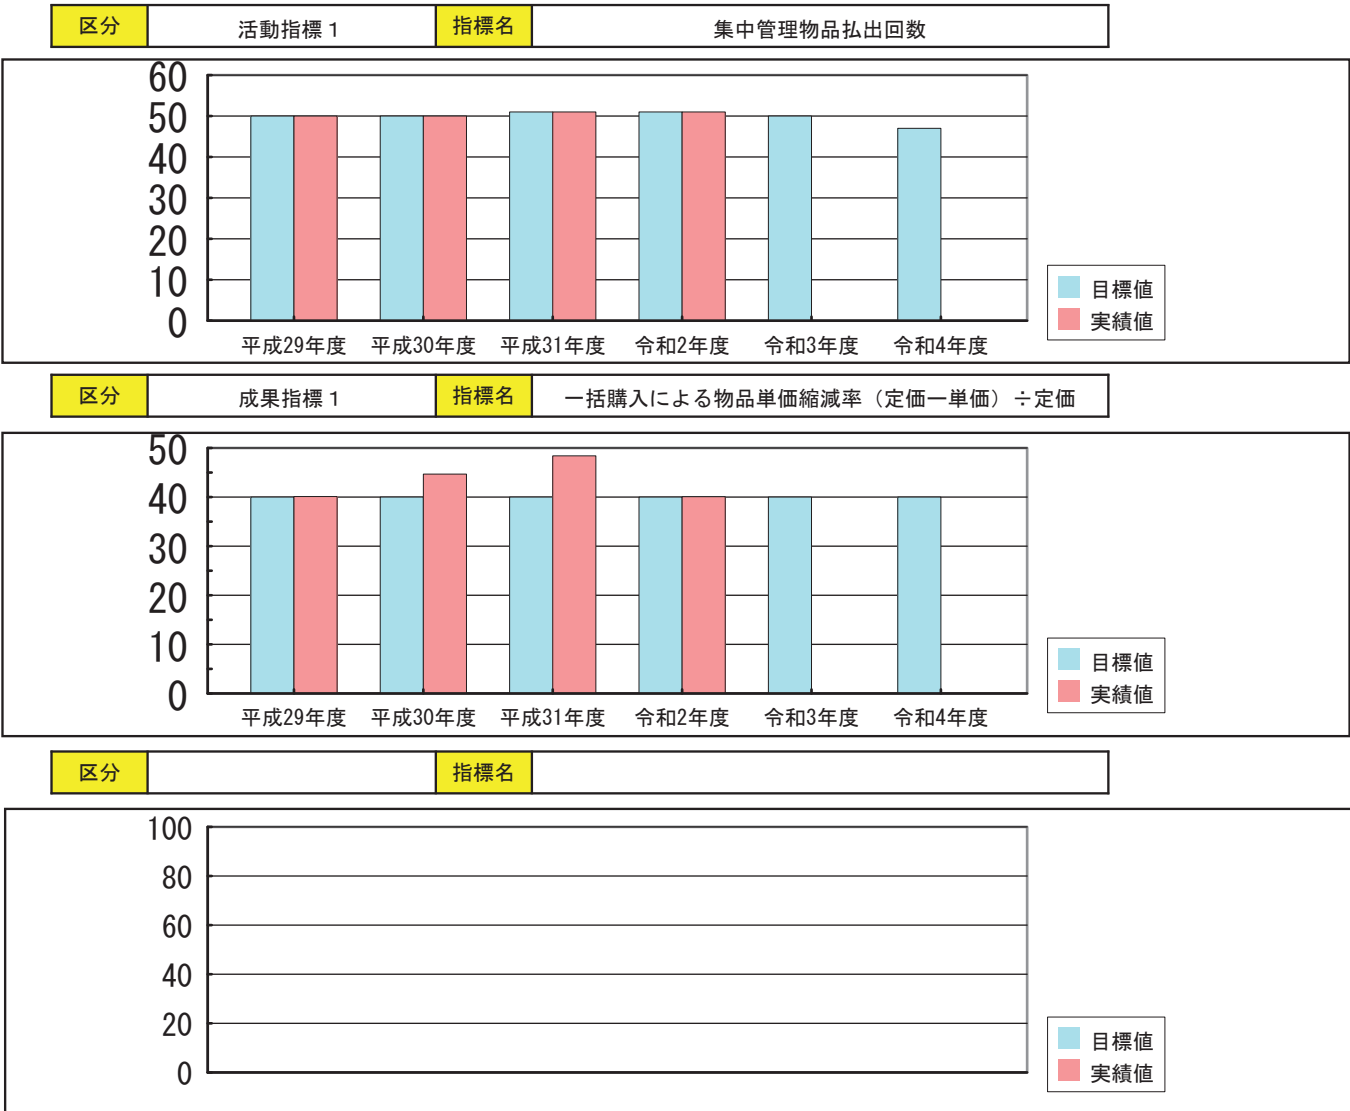 区分 活動指標1 指標名 集中管理物品払出回数
60
50
40
30
20
10
0
平成29年度 平成30年度 平成31年度 令和2年度 令和3年度 令和4年度
目標値
実績値
区分 成果指標1 指標名 一括購入による物品単価縮減率（定価ー単価）÷定価
50
40
30
20
10
0
平成29年度 平成30年度 平成31年度 令和2年度 令和3年度 令和4年度
目標値
実績値
区分 指標名
100
80
60
40
20
0
目標値
実績値